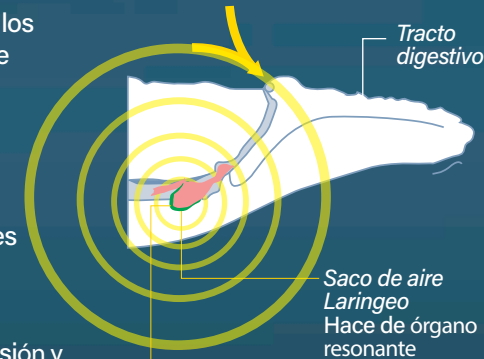 los
e
Tracto
digestivo
es
Saco de aire
Laringeo
Hace de órgano
resonante
sión y